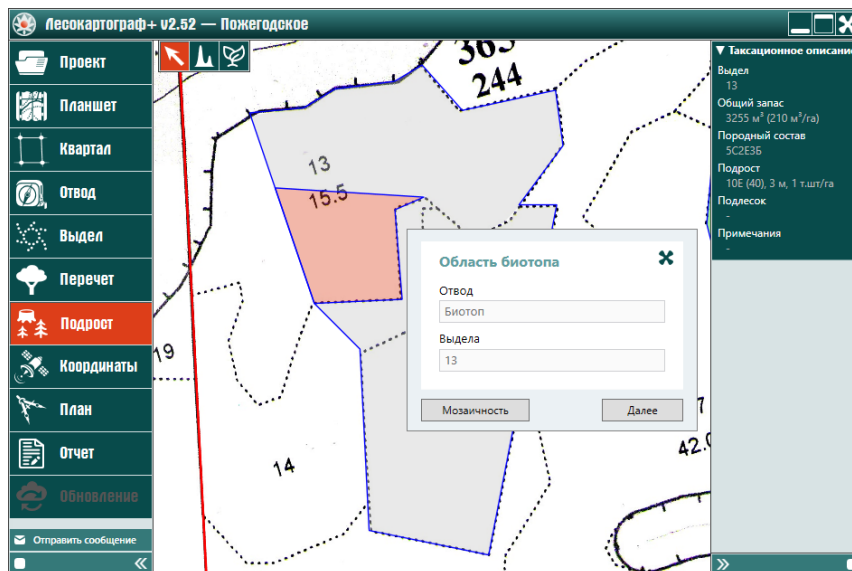 Лесокартограф+ v2.52 — Пожегодское
Проект
Планшет
Квартал
Отвод
Выдел
Перечет
Подрост
Координаты
План
Отчет
Обновление
Отправить сообщение
«
244
13
15.5
19
14
42.0
Область биотопа
Отвод
Биотоп
Выдела
13
Мозаичность
Далее
▼ Таксационное описание
Выдел
13
Общий запас
3255 м³ (210 м³/га)
Породный состав
5С2Е3Б
Подрост
10Е (40), 3 м, 1 т.шт/га
Подлесок
-
Примечания
-
»